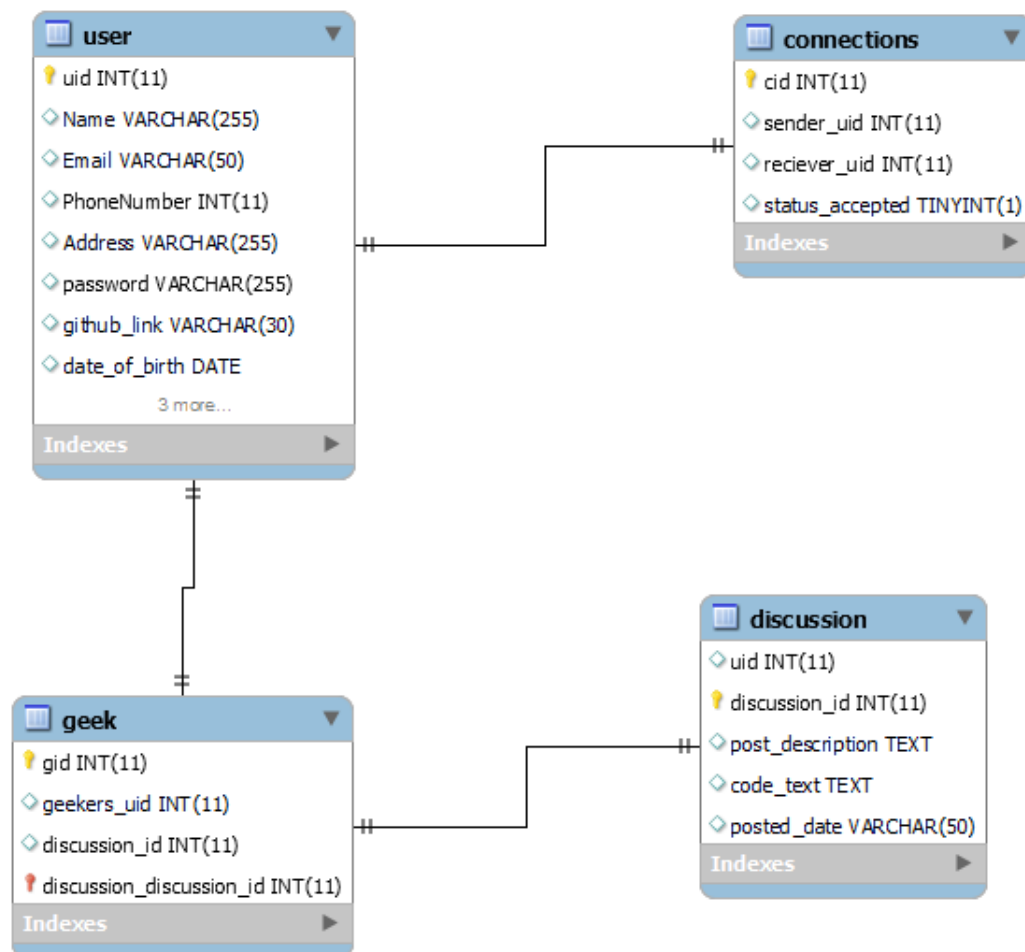 user
uid INT(11)
Name VARCHAR(255)
Email VARCHAR(50)
PhoneNumber INT(11)
Address VARCHAR(255)
password VARCHAR(255)
github_link VARCHAR(30)
date_of_birth DATE
3 more...
Indexes
connections
cid INT(11)
sender_uid INT(11)
reciever_uid INT(11)
status_accepted TINYINT(1)
Indexes
geek
gid INT(11)
geekers_uid INT(11)
discussion_id INT(11)
discussion_discussion_id INT(11)
Indexes
discussion
uid INT(11)
discussion_id INT(11)
post_description TEXT
code_text TEXT
posted_date VARCHAR(50)
Indexes